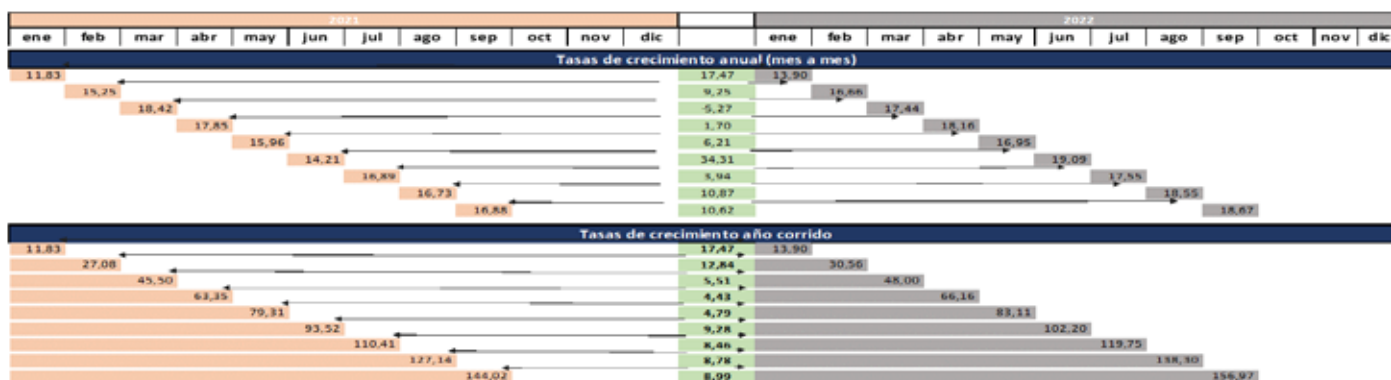 2021 2022
ene feb mar abr may jun jul ago sep oct nov dic ene feb mar abr may jun jul ago sep oct nov dic
Tasas de crecimiento anual (mes a mes)
11,83 17,47 13,90
15,25 9,25 16,66
18,42 -5,27 17,44
17,85 1,70 18,16
15,96 6,21 16,95
14,21 34,31 19,09
16,89 3,94 17,55
16,73 10,87 18,55
16,88 10,62 18,67
Tasas de crecimiento año corrido
11,83 17,47 13,90
27,08 12,84 30,56
45,50 5,51 48,00
63,35 4,43 66,16
79,31 4,79 83,11
93,52 9,28 102,20
110,41 8,46 119,75
127,14 8,78 138,30
144,02 8,99 156,97